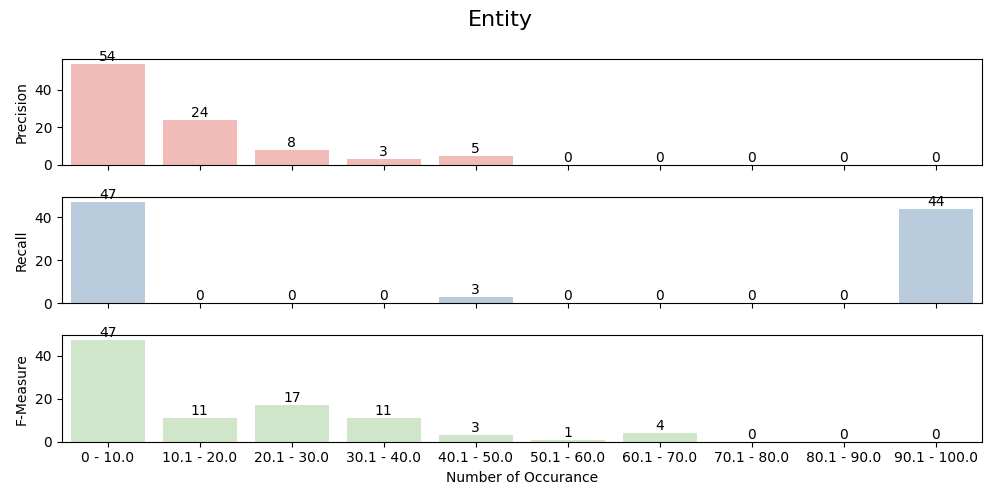 Entity
Precision
40
20
0
54
24
8
3
5
0
0
0
0
0
Recall
40
20
0
47
0
0
0
3
0
0
0
0
44
F-Measure
40
20
0
47
11
17
11
3
1
4
0
0
0
0 - 10.0
10.1 - 20.0
20.1 - 30.0
30.1 - 40.0
40.1 - 50.0
50.1 - 60.0
60.1 - 70.0
70.1 - 80.0
80.1 - 90.0
90.1 - 100.0
Number of Occurance